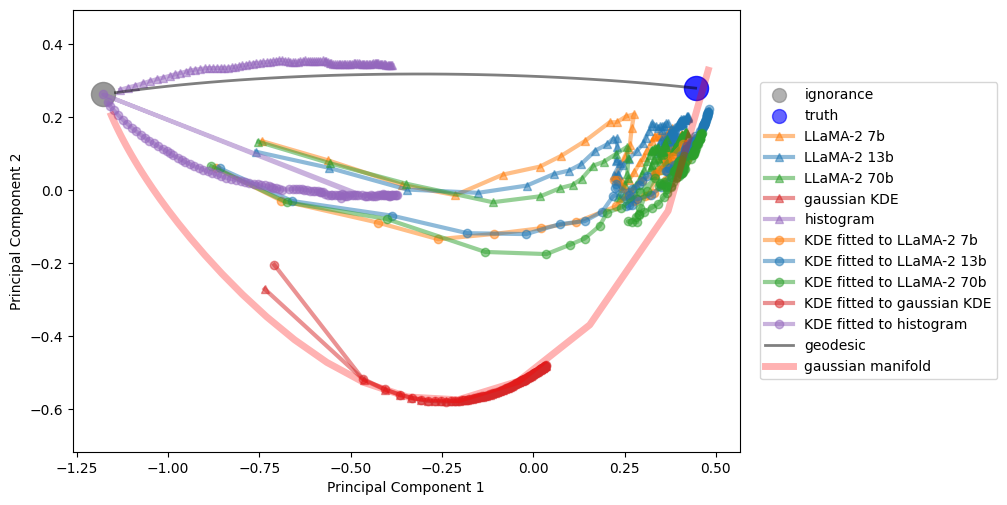 0.4
0.2
0.0
−0.2
−0.4
−0.6
Principal Component 2
−1.25
−1.00
−0.75
−0.50
−0.25
0.00
0.25
0.50
Principal Component 1
ignorance
truth
LLaMA-2 7b
LLaMA-2 13b
LLaMA-2 70b
gaussian KDE
histogram
KDE fitted to LLaMA-2 7b
KDE fitted to LLaMA-2 13b
KDE fitted to LLaMA-2 70b
KDE fitted to gaussian KDE
KDE fitted to histogram
geodesic
gaussian manifold